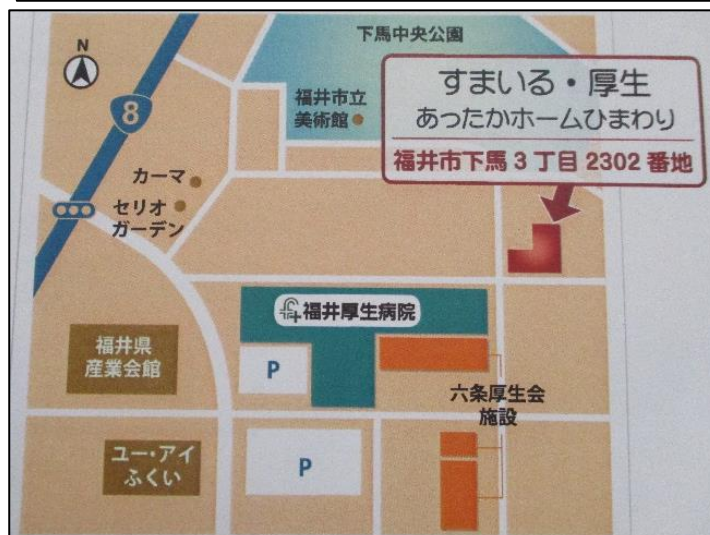 下馬中央公園
N
8
福井市立
美術館
すまいる・厚生
あったかホームひまわり
福井市下馬3丁目2302番地
カーマ
セリオ
ガーデン
福井厚生病院
福井県
産業会館
P
六条厚生会
施設
ユー・アイ
ふくい
P